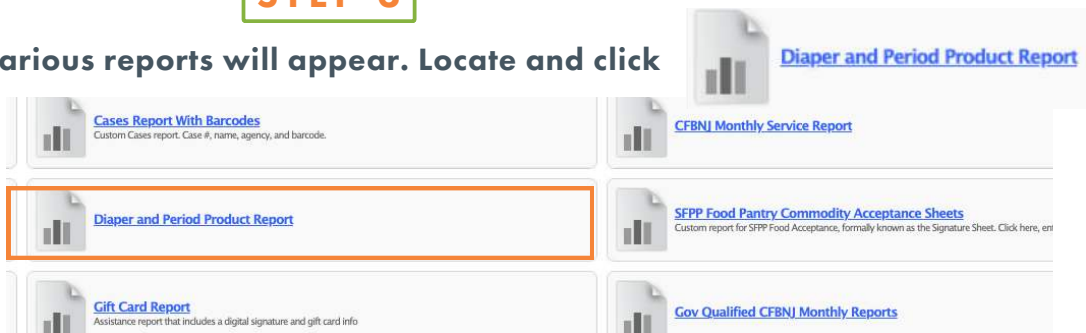 arious reports will appear. Locate and click
Diaper and Period Product Report
Cases Report With Barcodes
Custom Cases report. Case #, name, agency, and barcode.
CFBNJ Monthly Service Report
Diaper and Period Product Report
SFPP Food Pantry Commodity Acceptance Sheets
Custom report for SFPP Food Acceptance, formally known as the Signature Sheet. Click here, en
Gift Card Report
Assistance report that includes a digital signature and gift card info
Gov Qualified CFBNJ Monthly Reports